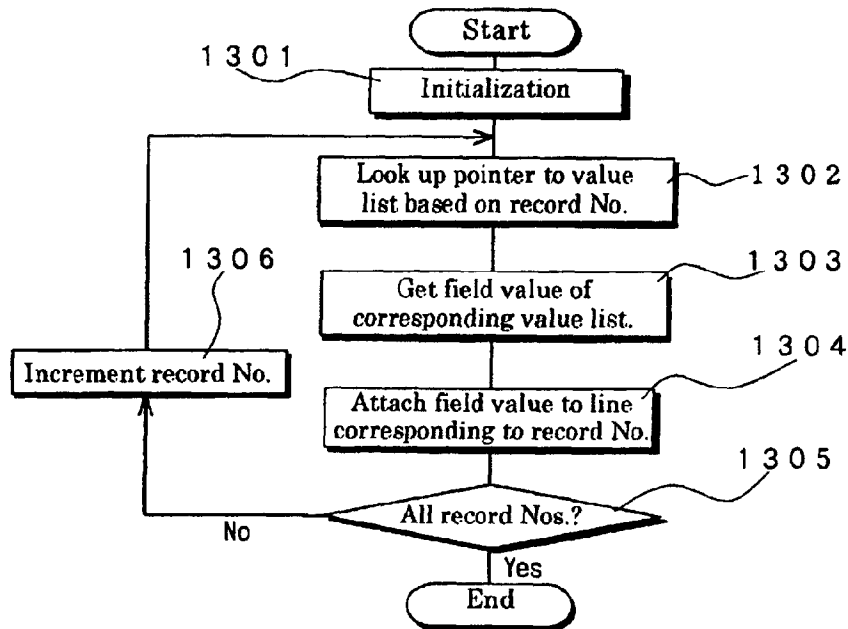 Start
1301
Initialization
Look up pointer to value
list based on record No.
1302
1306
1303
Get field value of
corresponding value list.
1304
Increment record No.
Attach field value to line
corresponding to record No.
1305
All record Nos.?
No
Yes
End